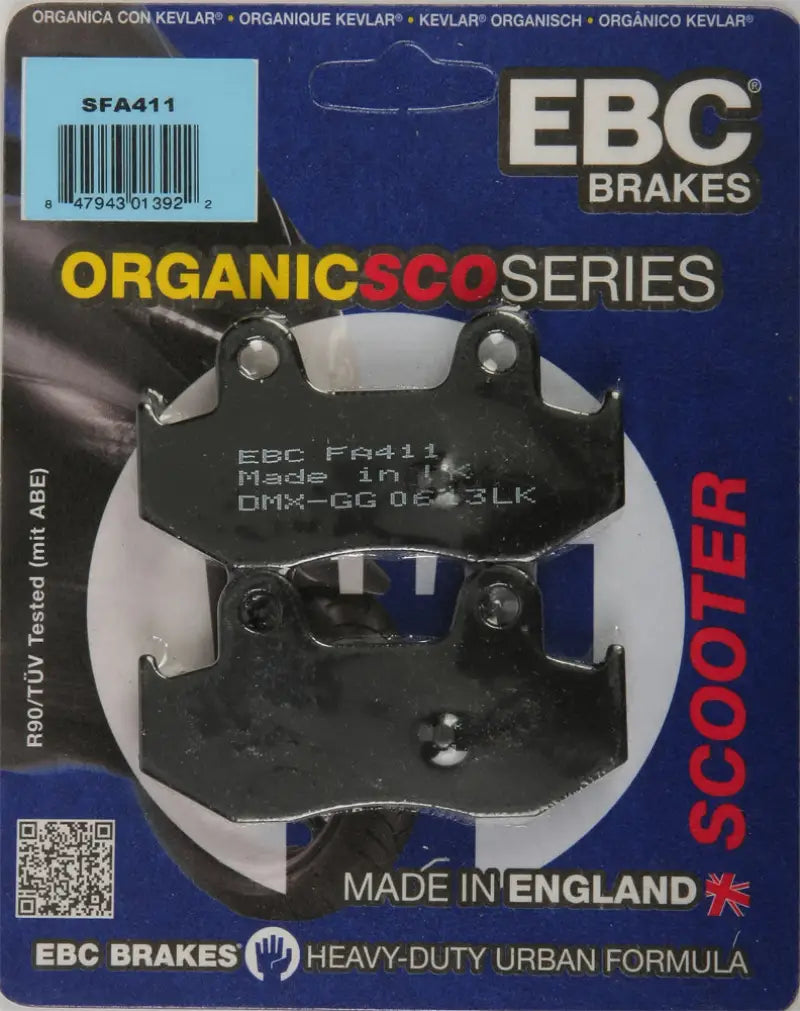 ORGANICA CON KEVLAR® • ORGANIQUE KEVLAR® • KEVLAR® ORGANISCH • ORGÂNICO KEVLAR®
SFA411
8 47943 01392 2
EBC®
BRAKES
ORGANICSCOSERIES
EBC FA411
Made in
DMX-GG 3LK
R90/TÜV Tested (mit ABE)
SCOOTER
MADE IN ENGLAND
EBC BRAKES HEAVY-DUTY URBAN FORMULA